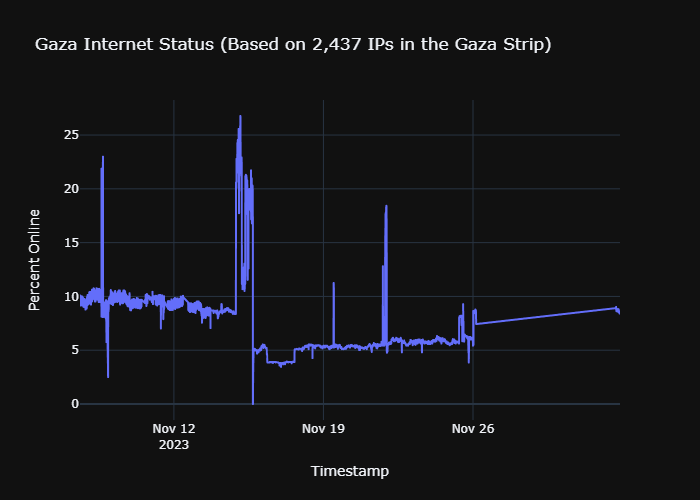 Gaza Internet Status (Based on 2,437 IPs in the Gaza Strip)
25
20
15
10
5
0
Percent Online
Nov 12
2023
Nov 19
Nov 26
Timestamp